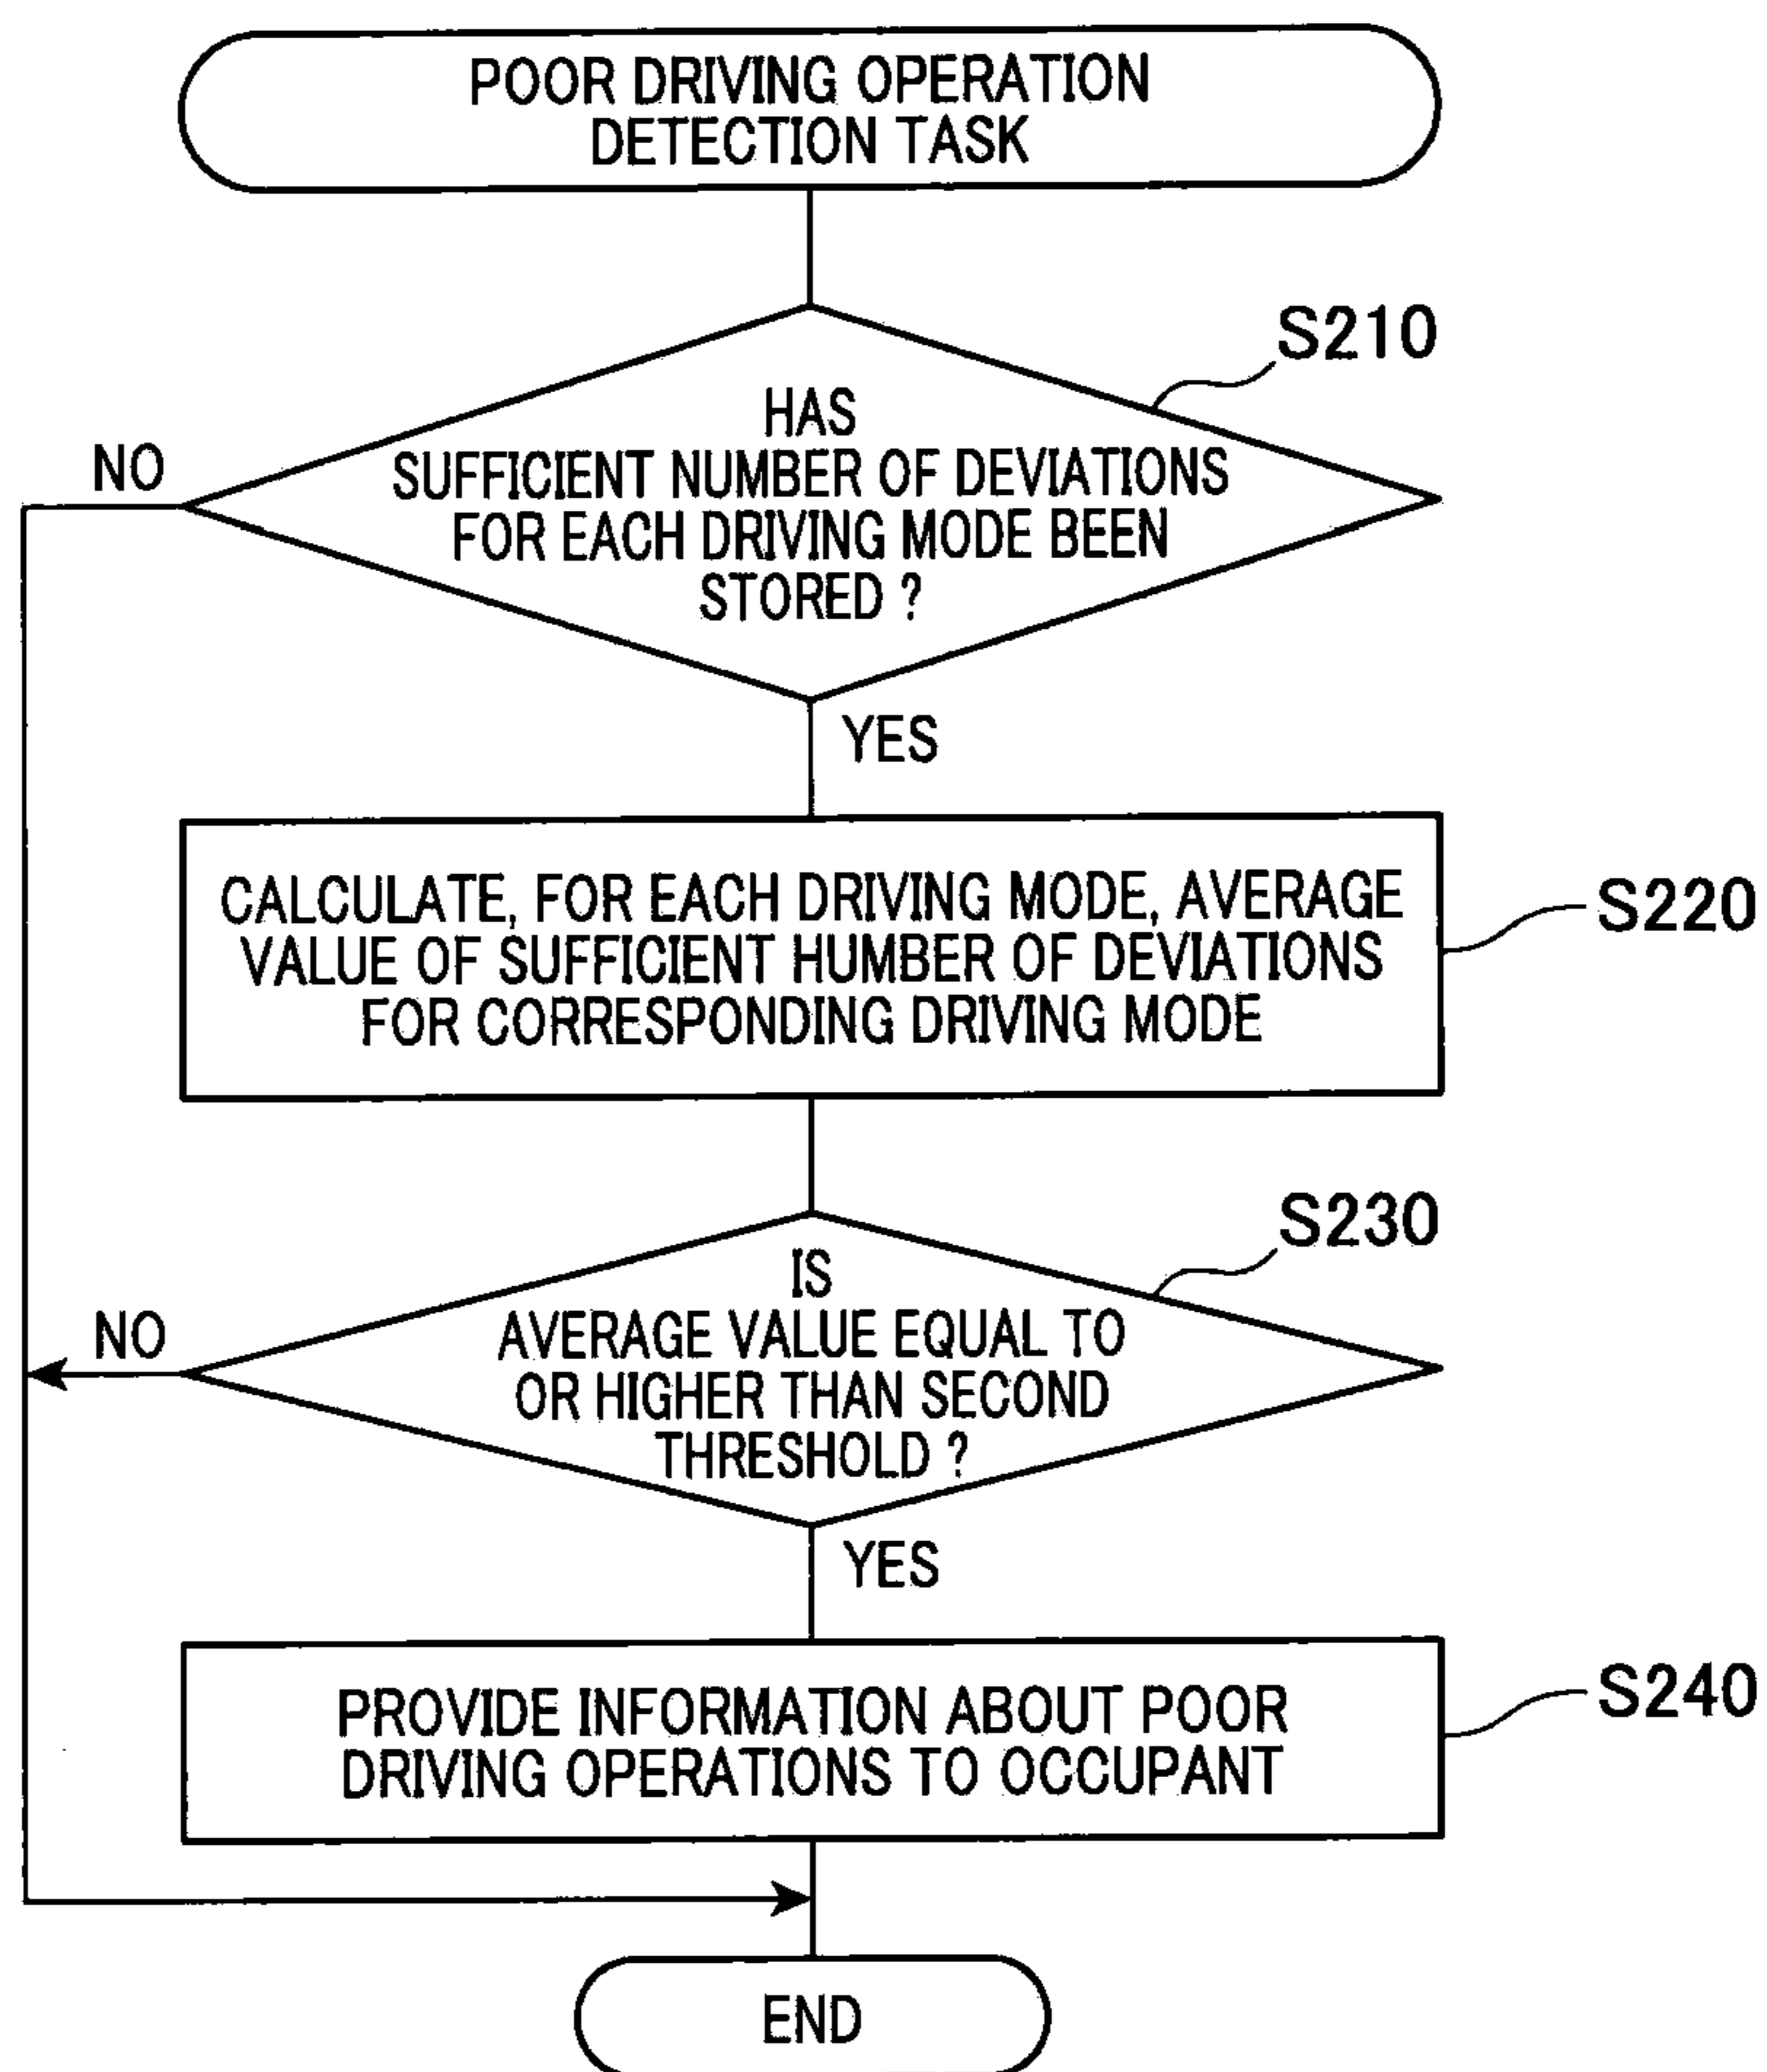 POOR DRIVING OPERATION
DETECTION TASK
S210
HAS
SUFFICIENT NUMBER OF DEVIATIONS
FOR EACH DRIVING MODE BEEN
STORED ?
NO
YES
CALCULATE, FOR EACH DRIVING MODE, AVERAGE
VALUE OF SUFFICIENT HUMBER OF DEVIATIONS
FOR CORRESPONDING DRIVING MODE
S220
S230
IS
AVERAGE VALUE EQUAL TO
OR HIGHER THAN SECOND
THRESHOLD ?
NO
YES
PROVIDE INFORMATION ABOUT POOR
DRIVING OPERATIONS TO OCCUPANT
S240
END